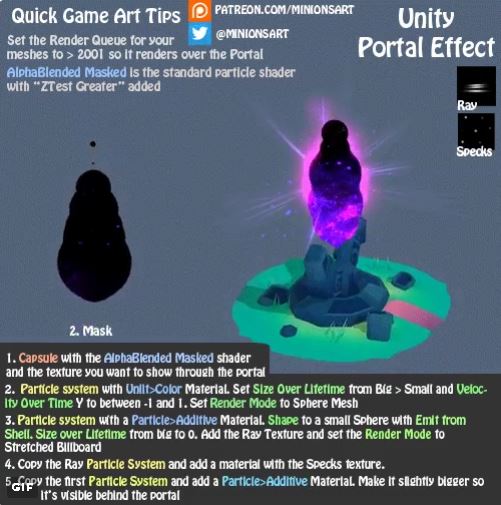 Quick Game Art Tips
PATREON.COM/MINIONSART
@MINIONSART
Unity
Portal Effect
Set the Render Queue for your
meshes to > 2001 so it renders over the Portal
AlphaBlended Masked is the standard particle shader
with “ZTest Greater” added
Ray
Specks
2. Mask
1. Capsule with the AlphaBlended Masked shader
and the texture you want to show through the portal
2. Particle system with Unlit>Color Material. Set Size Over Lifetime from Big > Small and Veloc-
ity Over Time Y to between -1 and 1. Set Render Mode to Sphere Mesh
3. Particle system with a Particle>Additive Material. Shape to a small Sphere with Emit from
Shell. Size over Lifetime from big to 0. Add the Ray Texture and set the Render Mode to
Stretched Billboard
4. Copy the Ray Particle System and add a material with the Specks texture.
5. Copy the first Particle System and add a Particle>Additive Material. Make it slightly bigger so
it's visible behind the portal
GIF